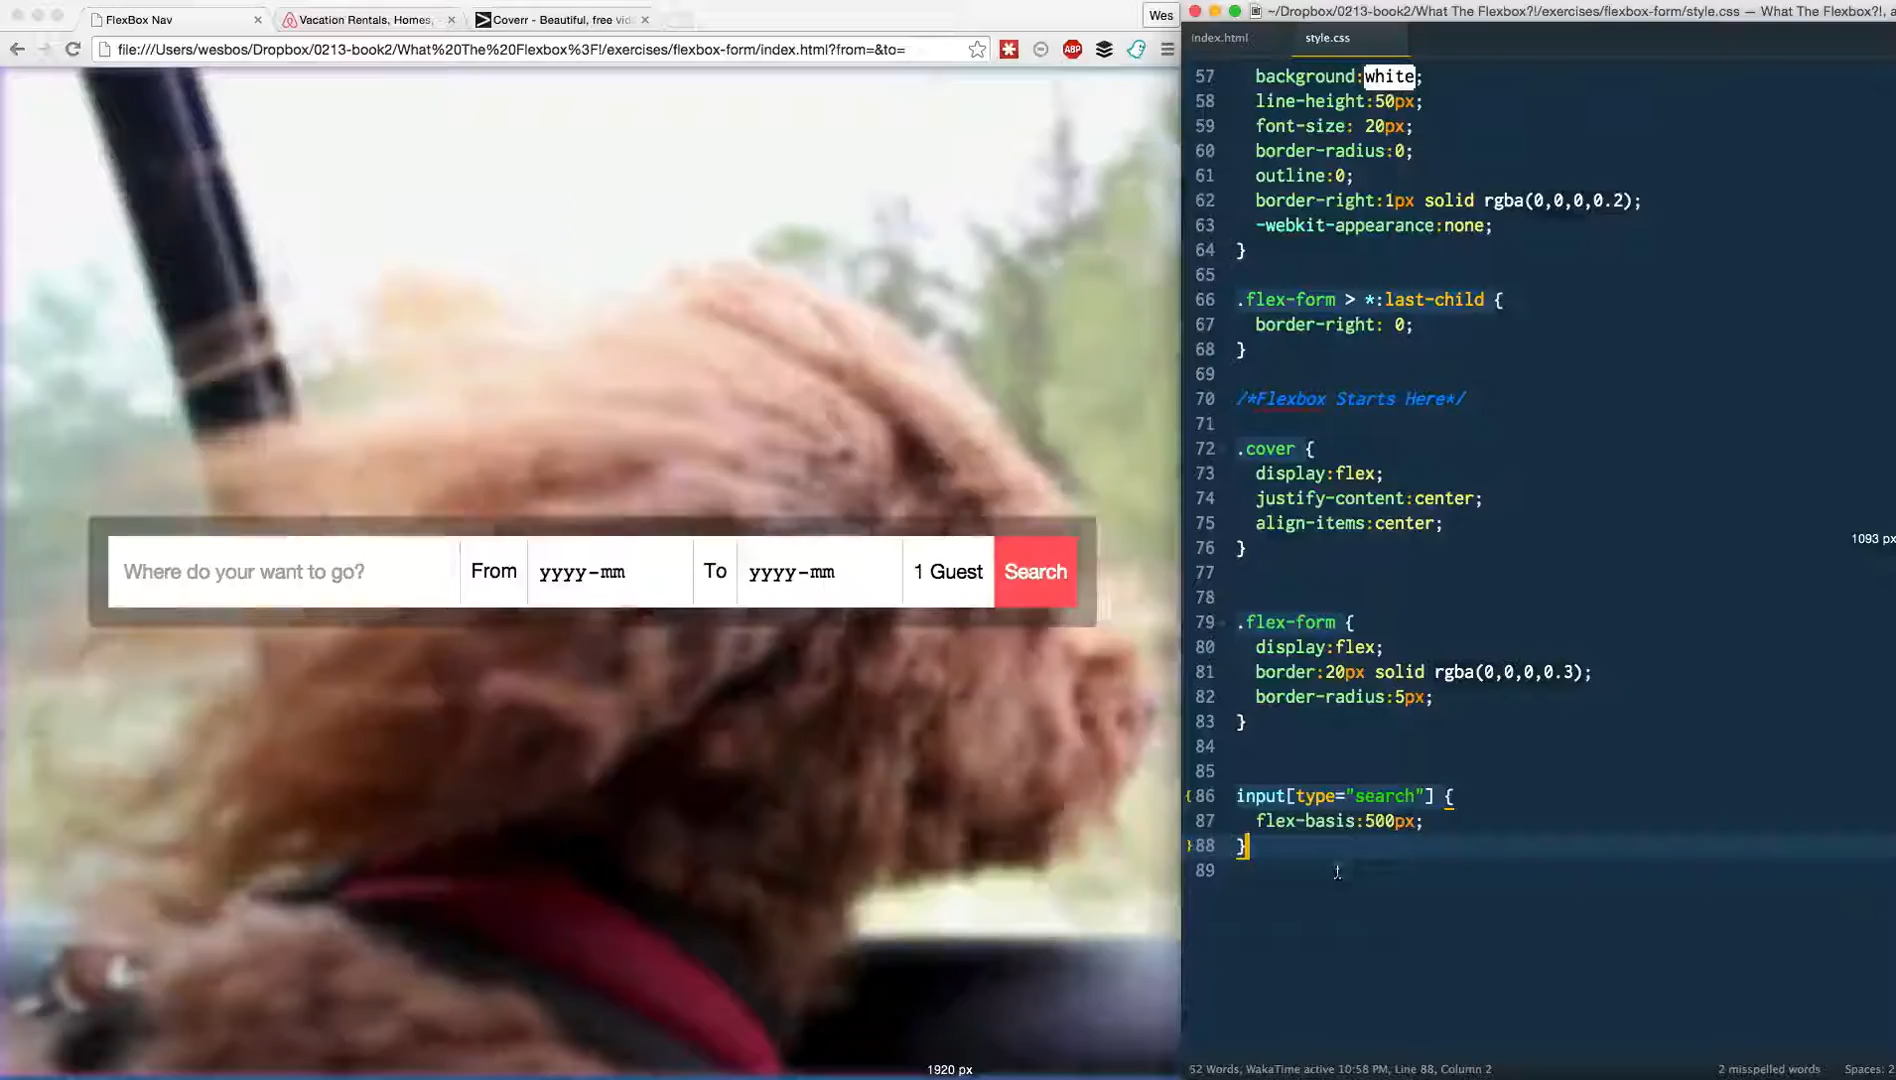 FlexBox Nav
Vacation Rentals, Homes,
Coverr - Beautiful, free vid
Wes
file:///Users/wesbos/Dropbox/0213-book2/What%20The%20Flexbox%3F!/exercises/flexbox-form/index.html?from=&to=
ABP
Where do your want to go?
From
yyyy-mm
To
yyyy-mm
1 Guest
Search
1920 px
~/Dropbox/0213-book2/What The Flexbox?!/exercises/flexbox-form/style.css — What The Flexbox?!,
index.html
style.css
57 background:white;
58 line-height:50px;
59 font-size: 20px;
60 border-radius:0;
61 outline:0;
62 border-right:1px solid rgba(0,0,0,0.2);
63 -webkit-appearance:none;
64 }
65
66 .flex-form > *:last-child {
67 border-right: 0;
68 }
69
70 /*Flexbox Starts Here*/
71
72 .cover {
73 display:flex;
74 justify-content:center;
75 align-items:center;
76 }
77
78
79 .flex-form {
80 display:flex;
81 border:20px solid rgba(0,0,0,0.3);
82 border-radius:5px;
83 }
84
85
86 input[type="search"] {
87 flex-basis:500px;
88 }
89
1093 px
52 Words, WakaTime active 10:58 PM, Line 88, Column 2
2 misspelled words
Spaces: 2